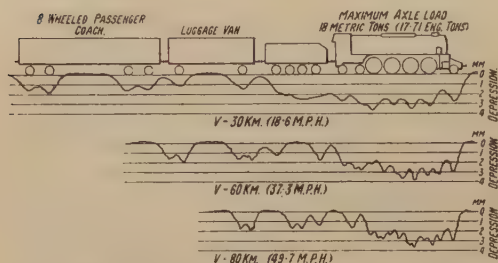 8 WHEELED PASSENGER
COACH.
LUGGAGE VAN
MAXIMUM AXLE LOAD
18 METRIC TONS (17·71 ENG. TONS)
MM
0
1
2
3
4
DEPRESSION.
V-30 KM. (18·6 M.P.H.)
MM
0
1
2
3
4
DEPRESSION.
V-60 KM. (37·3 M.P.H.)
MM
0
1
2
3
4
DEPRESSION.
V-80 KM. (49·7 M.P.H.)